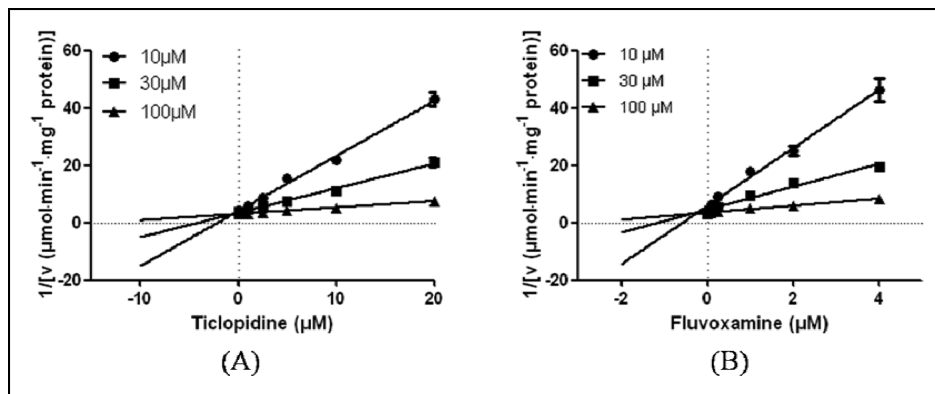 60
40
20
0
-20
1/[v (µmol·min⁻¹·mg⁻¹ protein)]
10µM
30µM
100µM
-10
0
10
20
Ticlopidine (µM)
(A)
60
40
20
0
-20
1/[v (µmol·min⁻¹·mg⁻¹ protein)]
10 µM
30 µM
100 µM
-2
0
2
4
Fluvoxamine (µM)
(B)